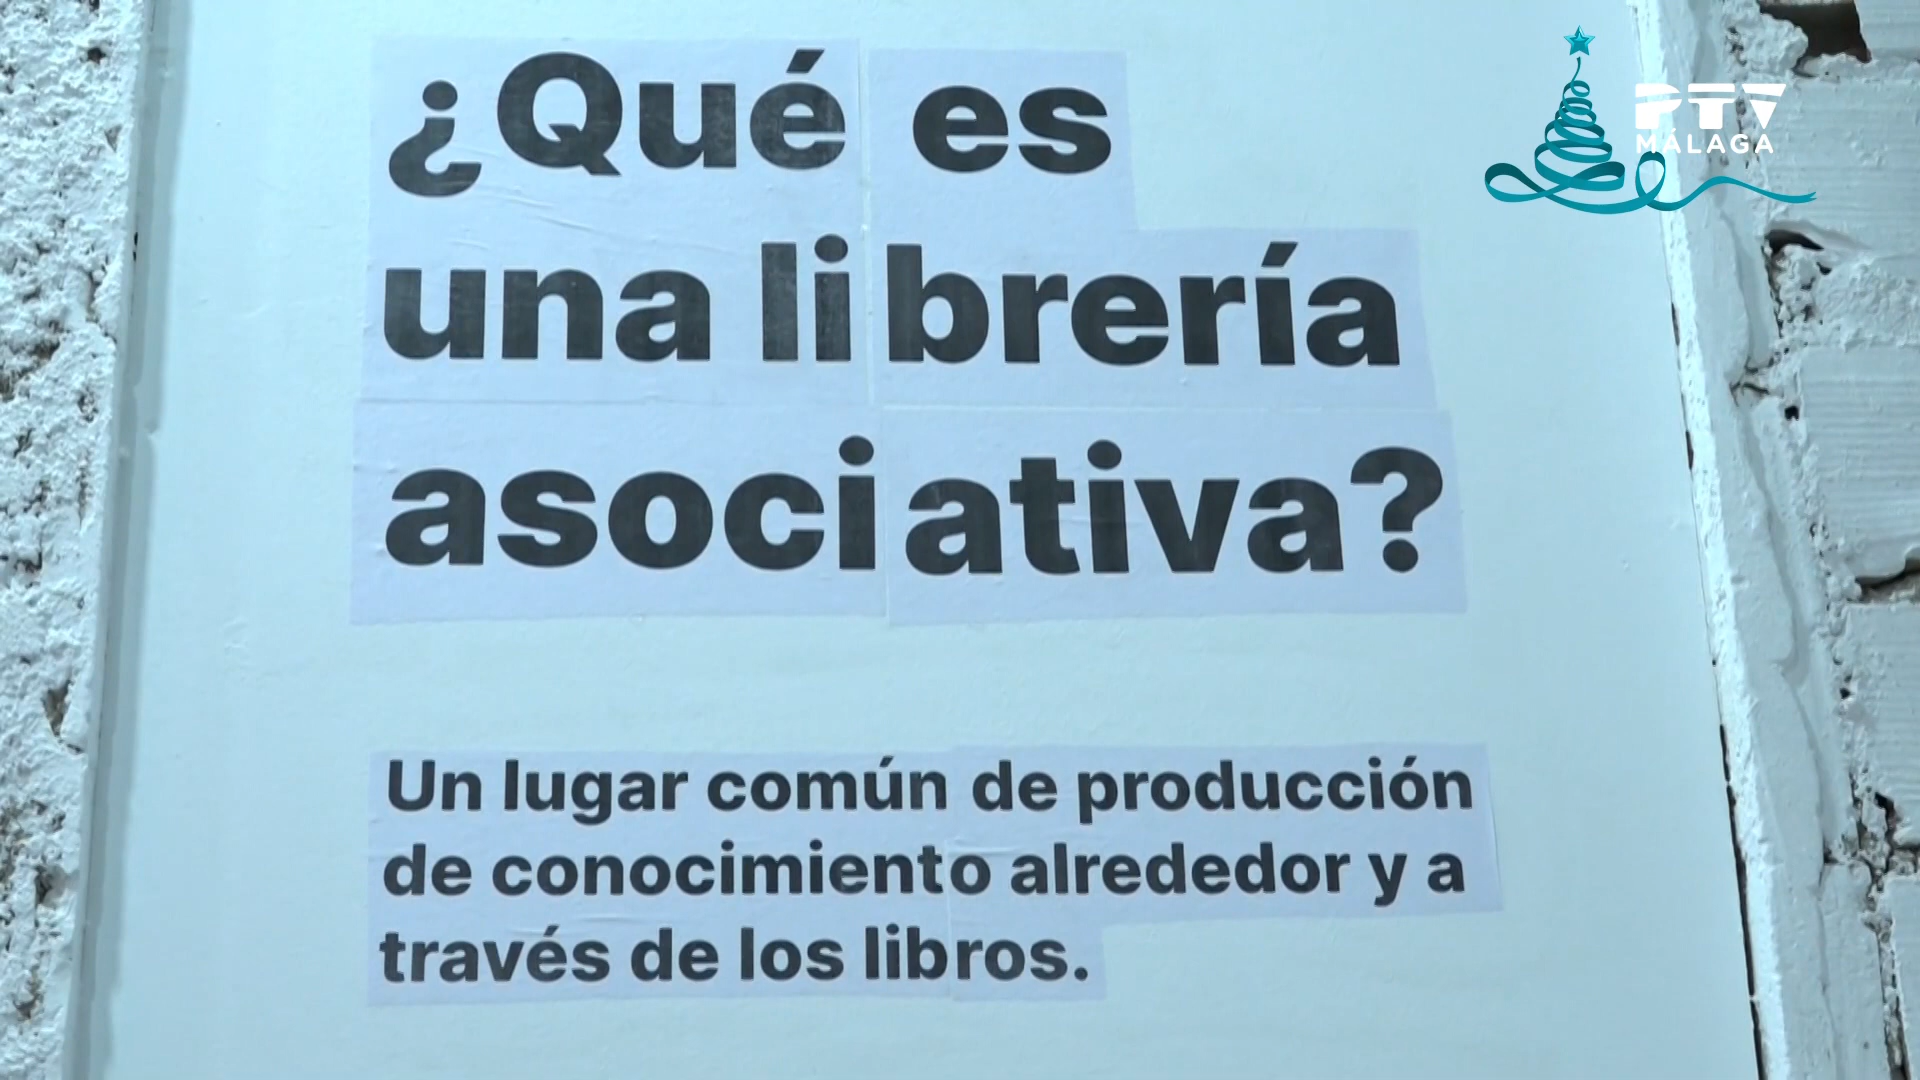 ¿Qué es
una librería
asociativa?
Un lugar común de producción
de conocimiento alrededor y a
través de los libros.
PTV
MÁLAGA